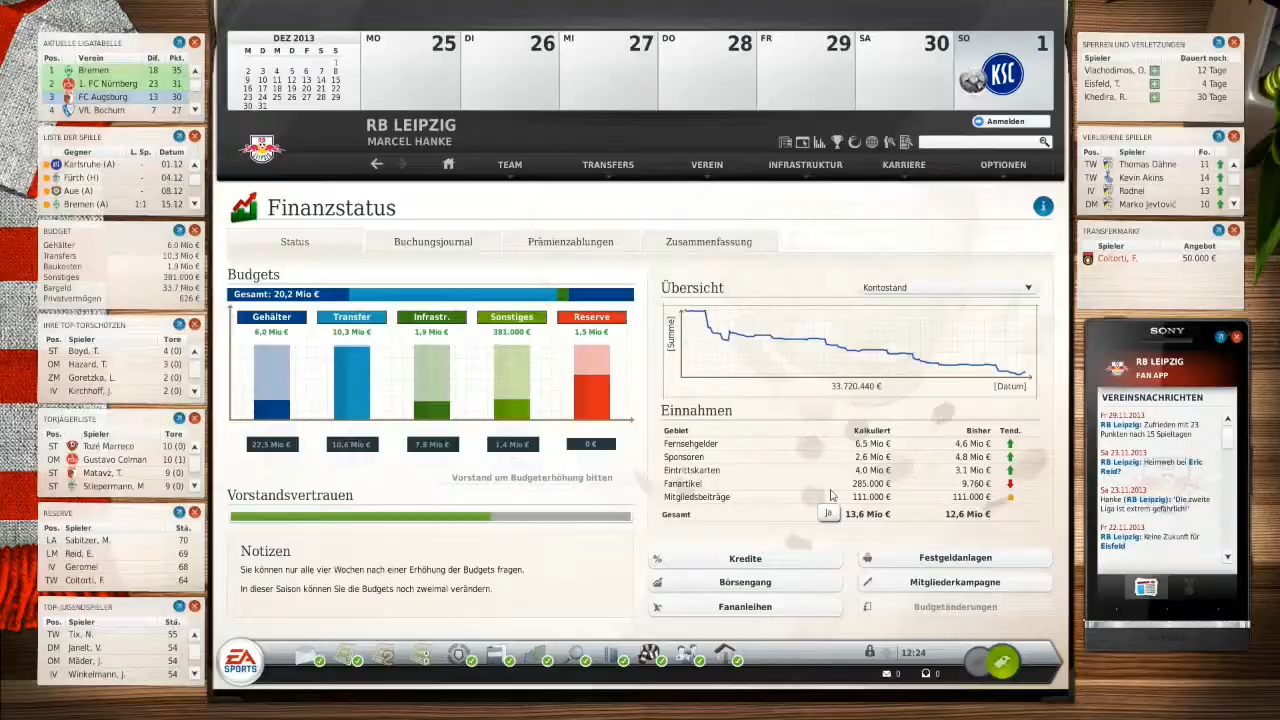 AKTUELLE LIGATABELLE
Pos. Verein Dif. Pkt.
1 Bremen 18 35
2 1. FC Nürnberg 23 31
3 FC Augsburg 13 30
4 VfL Bochum 7 27
LISTE DER SPIELE
Gegner L. Sp. Datum
Karlsruhe (A) - 01.12
Fürth (H) - 04.12
Aue (A) - 08.12
Bremen (A) 1:1 15.12
BUDGET
Gehälter 6.0 Mio €
Transfers 10,3 Mio €
Baukosten 1,9 Mio €
Sonstiges 381.000 €
Bargeld 33.7 Mio €
Privatvermögen 626 €
IHRE TOP-TORSCHÜTZEN
Pos. Spieler Tore
ST Boyd, T. 4 (0)
OM Hazard, T. 3 (0)
ZM Goretzka, L. 2 (0)
IV Kirchhoff, J. 2 (0)
TORJÄGERLISTE
Pos. Spieler Tore
ST Tozé Marreco 10 (0)
OM Gustavo Colman 10 (1)
ST Matavz, T. 9 (0)
ST Stiepermann, M 9 (0)
RESERVE
Pos. Spieler Stä.
LA Sabitzer, M. 70
LM Reid, E. 69
IV Geromel 68
TW Coltorti, F. 64
TOP-JUGENDSPIELER
Pos. Spieler Stä.
TW Tix, N. 55
DM Janelt, V. 54
OM Mäder, J. 54
IV Winkelmann, J. 54
DEZ 2013
M D M D F S S
1
2 3 4 5 6 7 8
9 10 11 12 13 14 15
16 17 18 19 20 21 22
23 24 25 26 27 28 29
30 31
MO 25 DI 26 MI 27 DO 28 FR 29 SA 30 SO 1
KSC
Anmelden
RB LEIPZIG
MARCEL HANKE
TEAM TRANSFERS VEREIN INFRASTRUKTUR KARRIERE OPTIONEN
Finanzstatus
Status Buchungsjournal Prämienzahlungen Zusammenfassung
Budgets
Gesamt: 20,2 Mio €
Gehälter Transfer Infrastr. Sonstiges Reserve
6,0 Mio € 10,3 Mio € 1,9 Mio € 381.000 € 1,5 Mio €
22,5 Mio € 10,6 Mio € 7,8 Mio € 1,4 Mio € 0 €
Vorstand um Budgeterhöhung bitten
Vorstandsvertrauen
Notizen
Sie können nur alle vier Wochen nach einer Erhöhung der Budgets fragen.
In dieser Saison können Sie die Budgets noch zweimal verändern.
Übersicht
Kontostand
[Summe]
33.720.440 € [Datum]
Einnahmen
Gebiet Kalkuliert Bisher Tend.
Fernsehgelder 6,5 Mio € 4,6 Mio €
Sponsoren 2,6 Mio € 4,8 Mio €
Eintrittskarten 4,0 Mio € 3,1 Mio €
Fanartikel 285.000 € 9.760 €
Mitgliedsbeiträge 111.000 € 111.000 €
Gesamt Ja 13,6 Mio € 12,6 Mio €
Kredite Festgeldanlagen
Börsengang Mitgliederkampagne
Fananleihen Budgetänderungen
EA SPORTS
12:24
0 0
SPERREN UND VERLETZUNGEN
Spieler Dauert noch
Vlachodimos, O. 12 Tage
Eisfeld, T. 4 Tage
Khedira, R. 30 Tage
VERLIEHENE SPIELER
Pos. Spieler Fo.
TW Thomas Dähne 11
TW Kevin Akins 14
IV Rodnei 13
DM Marko Jevtović 10
TRANSFERMARKT
Spieler Angebot
Coltorti, F. 50.000 €
SONY
RB LEIPZIG
FAN APP
VEREINSNACHRICHTEN
Fr 29.11.2013
RB Leipzig: Zufrieden mit 23
Punkten nach 15 Spieltagen
Sa 23.11.2013
RB Leipzig: Heimweh bei Eric
Reid?
Sa 23.11.2013
Hanke (RB Leipzig): 'Die zweite
Liga ist extrem gefährlich!'
Fr 22.11.2013
RB Leipzig: Keine Zukunft für
Eisfeld